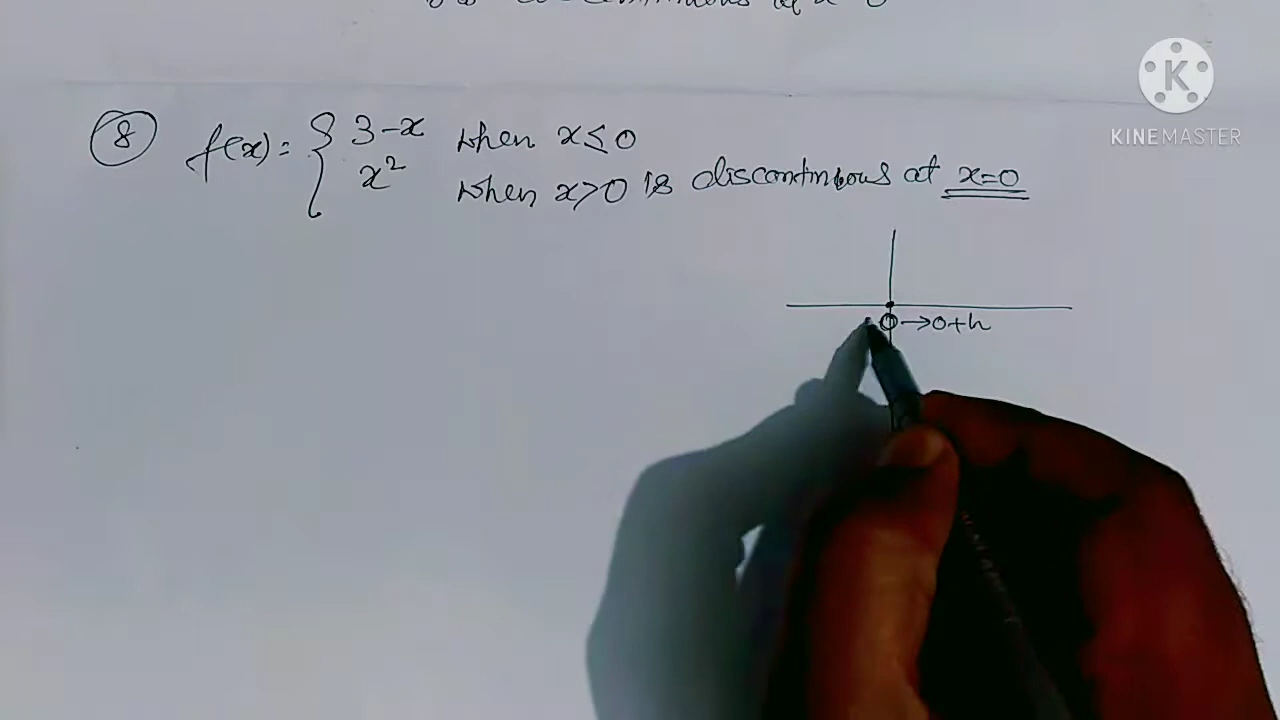 KINEMASTER
8 f(x)= { 3-x when x≤0
x² when x>0 is discontinuous at x=0
0→0+h